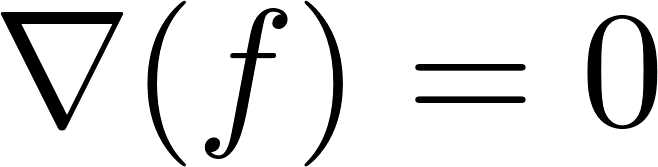 ∇(f) = 0